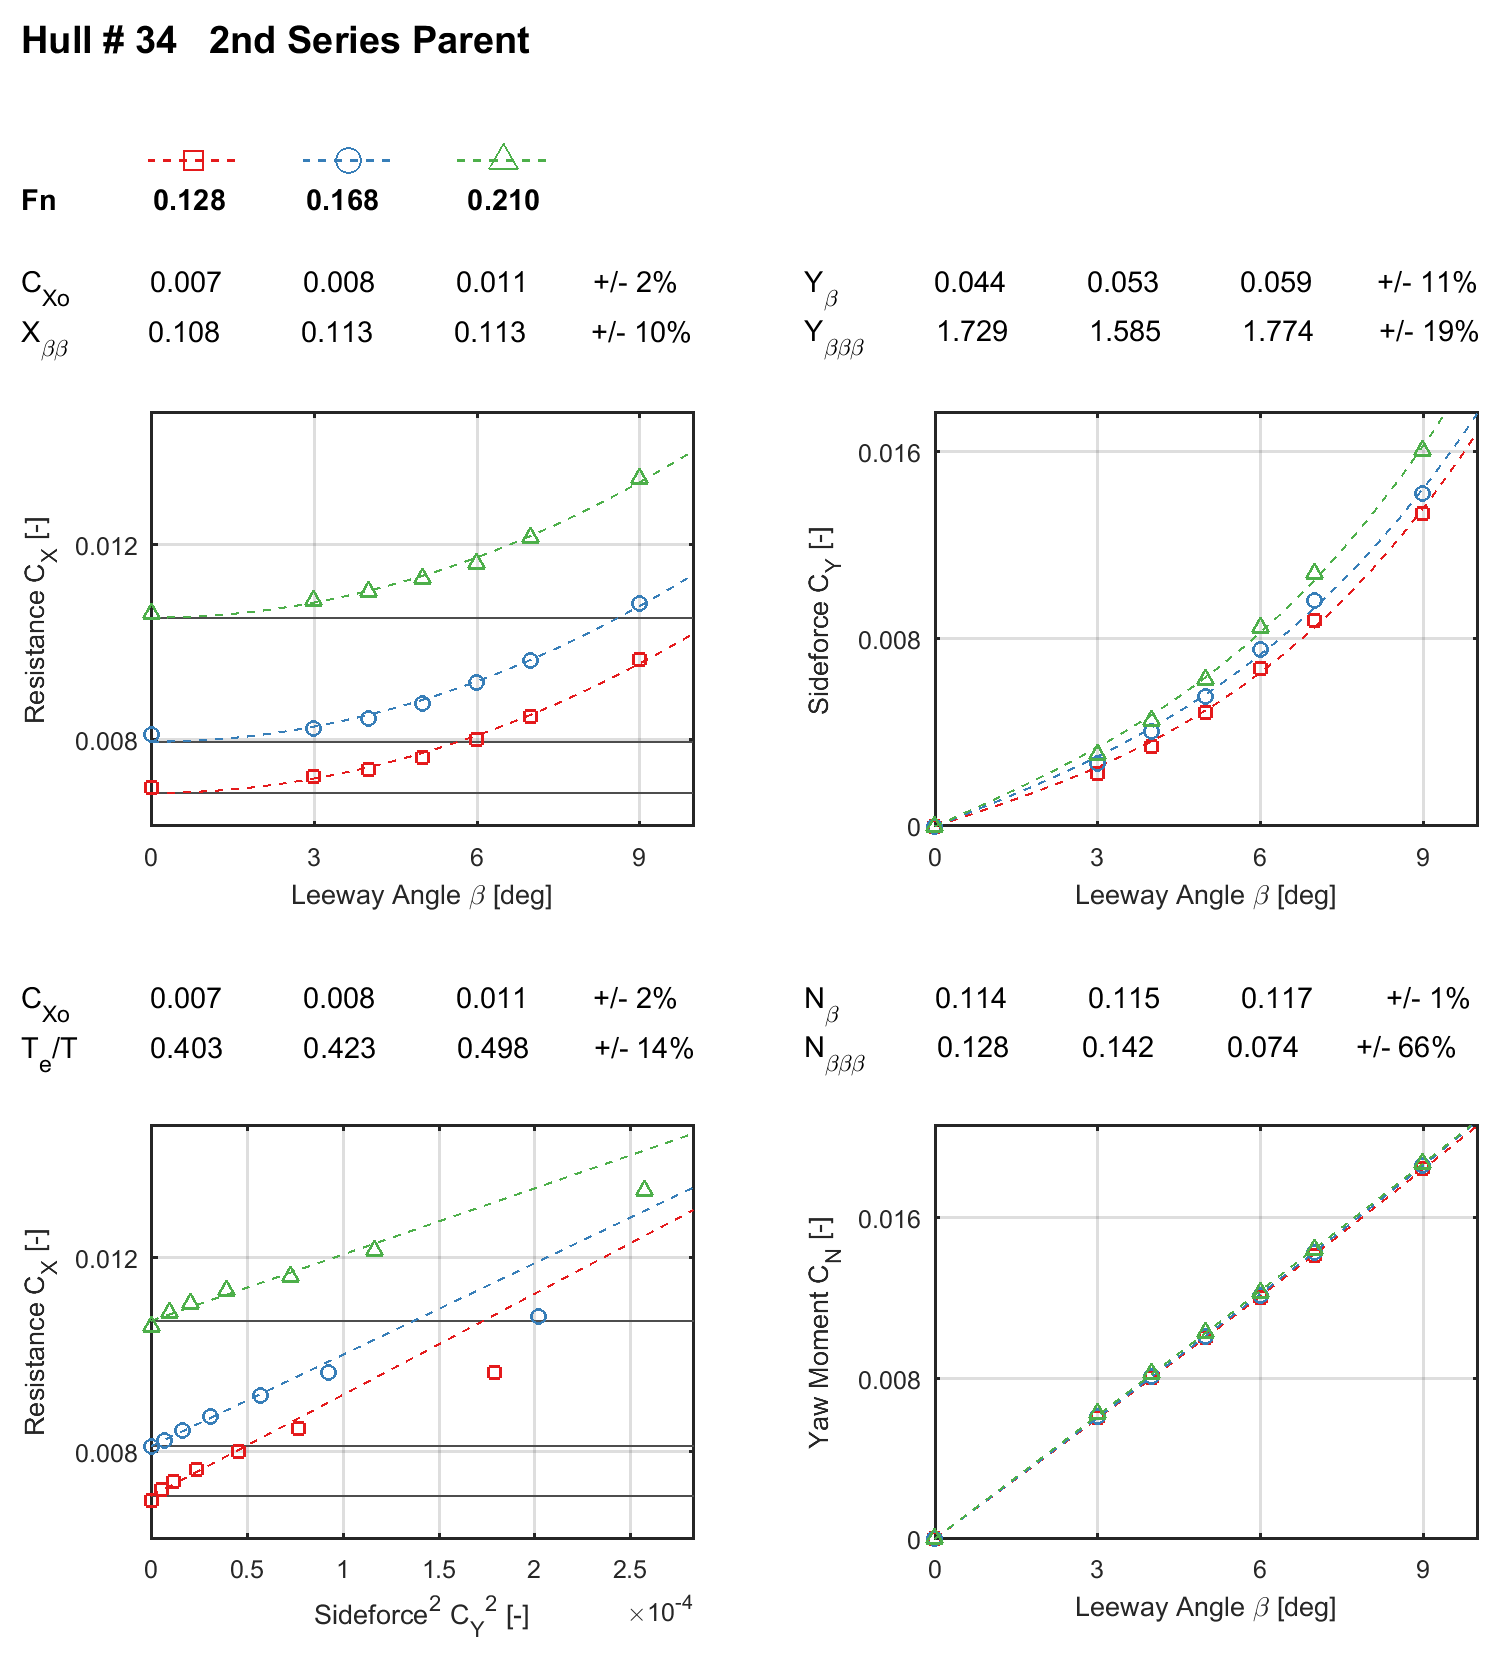 Hull # 34 2nd Series Parent
Fn 0.128 0.168 0.210
CXo 0.007 0.008 0.011 +/- 2%
Xββ 0.108 0.113 0.113 +/- 10%
Yβ 0.044 0.053 0.059 +/- 11%
Yβββ 1.729 1.585 1.774 +/- 19%
Resistance CX [-]
0.012
0.008
0 3 6 9
Leeway Angle β [deg]
Sideforce CY [-]
0.016
0.008
0
0 3 6 9
Leeway Angle β [deg]
CXo 0.007 0.008 0.011 +/- 2%
Te/T 0.403 0.423 0.498 +/- 14%
Nβ 0.114 0.115 0.117 +/- 1%
Nβββ 0.128 0.142 0.074 +/- 66%
Resistance CX [-]
0.012
0.008
0 0.5 1 1.5 2 2.5
Sideforce² CY² [-] ×10⁻⁴
Yaw Moment CN [-]
0.016
0.008
0
0 3 6 9
Leeway Angle β [deg]